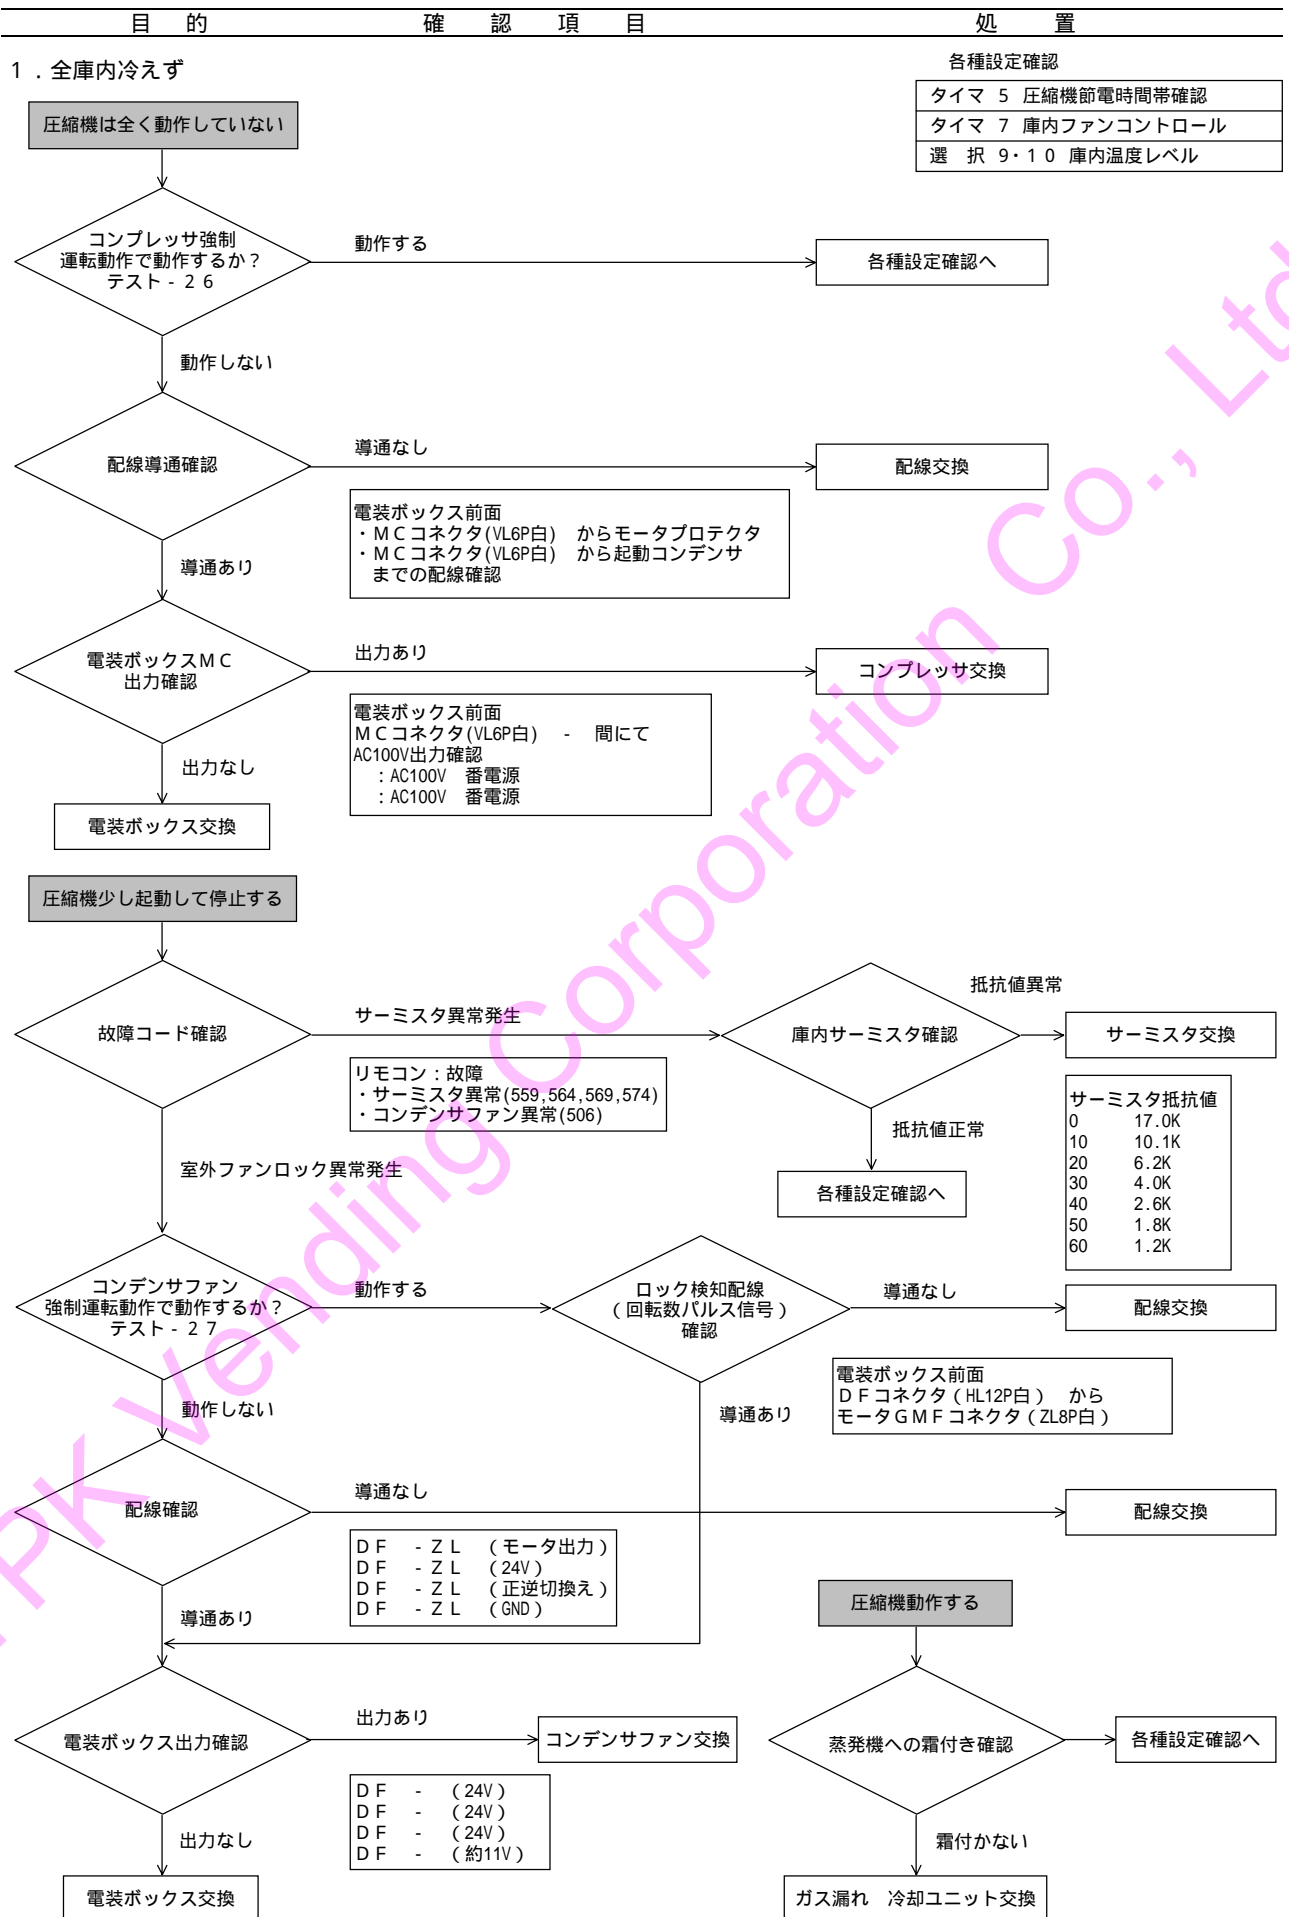 目　的　　確　認　項　目　　処　置
１．全庫内冷えず
各種設定確認
タイマ 5 圧縮機節電時間帯確認
タイマ 7 庫内ファンコントロール
選　択 9・10 庫内温度レベル
圧縮機は全く動作していない
コンプレッサ強制
運転動作で動作するか？
テスト-２６
動作する
各種設定確認へ
動作しない
配線導通確認
導通なし
配線交換
電装ボックス前面
・ＭＣコネクタ(VL6P白)　からモータプロテクタ
・ＭＣコネクタ(VL6P白)　から起動コンデンサ
までの配線確認
導通あり
電装ボックスＭＣ
出力確認
出力あり
コンプレッサ交換
電装ボックス前面
ＭＣコネクタ(VL6P白)　-　間にて
AC100V出力確認
：AC100V　番電源
：AC100V　番電源
出力なし
電装ボックス交換
圧縮機少し起動して停止する
故障コード確認
サーミスタ異常発生
リモコン：故障
・サーミスタ異常(559,564,569,574)
・コンデンサファン異常(506)
庫内サーミスタ確認
抵抗値異常
サーミスタ交換
抵抗値正常
各種設定確認へ
サーミスタ抵抗値
0　17.0K
10　10.1K
20　6.2K
30　4.0K
40　2.6K
50　1.8K
60　1.2K
室外ファンロック異常発生
コンデンサファン
強制運転動作で動作するか？
テスト-２７
動作する
ロック検知配線
（回転数パルス信号）
確認
導通なし
配線交換
電装ボックス前面
ＤＦコネクタ（HL12P白）　から
モータＧＭＦコネクタ（ZL8P白）
導通あり
動作しない
配線確認
導通なし
配線交換
ＤＦ　-ＺＬ　（モータ出力）
ＤＦ　-ＺＬ　（24V）
ＤＦ　-ＺＬ　（正逆切換え）
ＤＦ　-ＺＬ　（GND）
導通あり
電装ボックス出力確認
出力あり
コンデンサファン交換
ＤＦ　-　（24V）
ＤＦ　-　（24V）
ＤＦ　-　（24V）
ＤＦ　-　（約11V）
出力なし
電装ボックス交換
圧縮機動作する
蒸発機への霜付き確認
各種設定確認へ
霜付かない
ガス漏れ　冷却ユニット交換
PK Vending Corporation Co., Ltd